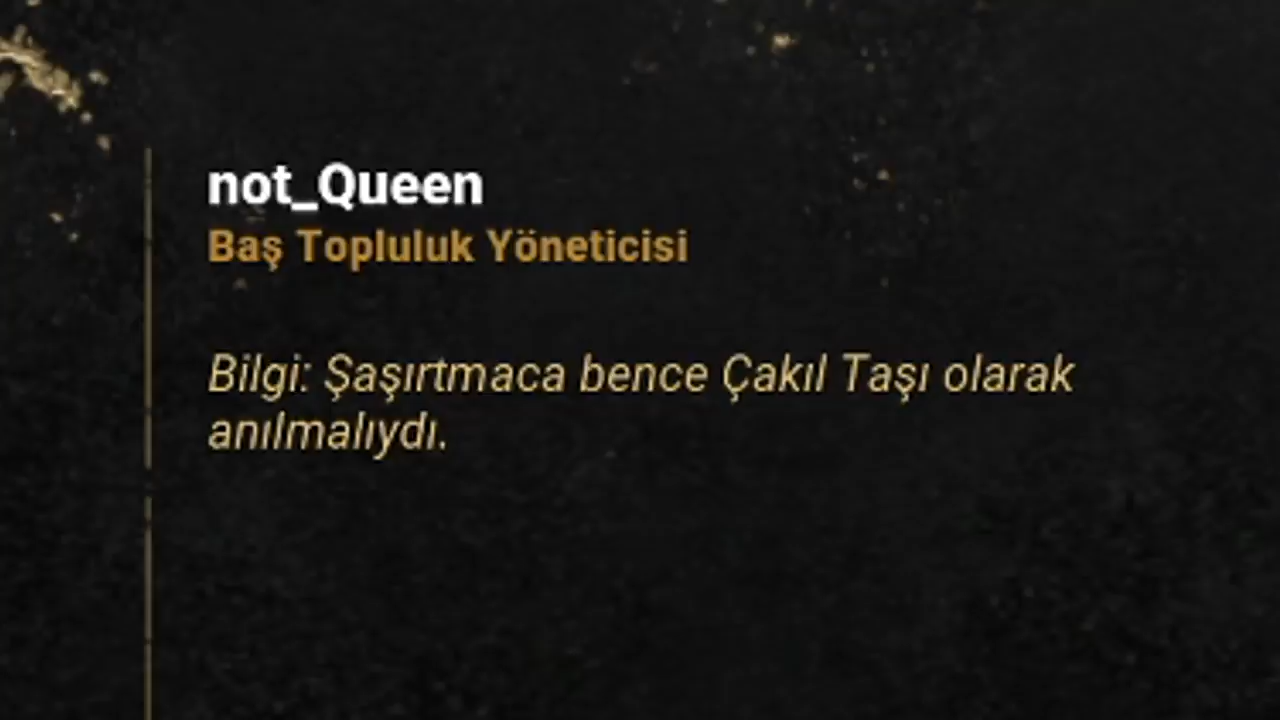 not_Queen
Baş Topluluk Yöneticisi
Bilgi: Şaşırtmaca bence Çakıl Taşı olarak
anılmalıydı.